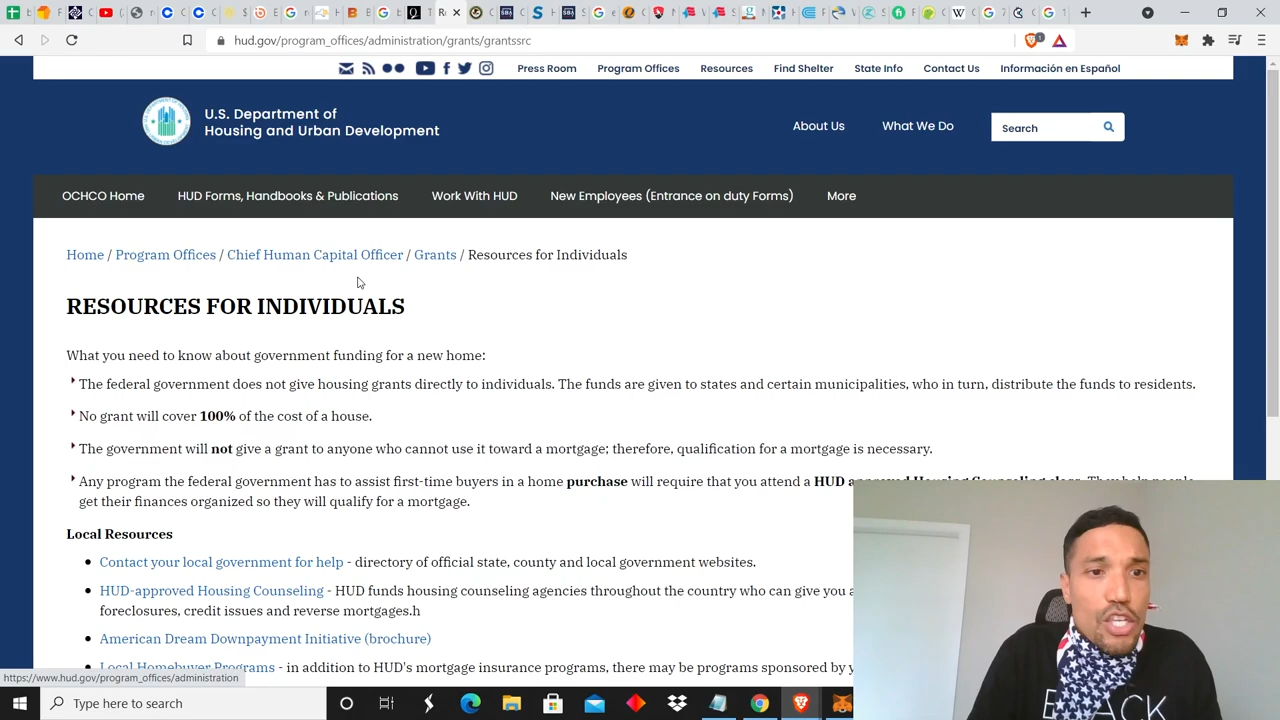 hud.gov/program_offices/administration/grants/grantssrc
Press Room Program Offices Resources Find Shelter State Info Contact Us Información en Español
U.S. Department of
Housing and Urban Development
About Us What We Do Search
OCHCO Home HUD Forms, Handbooks & Publications Work With HUD New Employees (Entrance on duty Forms) More
Home / Program Offices / Chief Human Capital Officer / Grants / Resources for Individuals
RESOURCES FOR INDIVIDUALS
What you need to know about government funding for a new home:
The federal government does not give housing grants directly to individuals. The funds are given to states and certain municipalities, who in turn, distribute the funds to residents.
No grant will cover 100% of the cost of a house.
The government will not give a grant to anyone who cannot use it toward a mortgage; therefore, qualification for a mortgage is necessary.
Any program the federal government has to assist first-time buyers in a home purchase will require that you attend a HUD approved Housing Counseling class. They help people
get their finances organized so they will qualify for a mortgage.
Local Resources
Contact your local government for help - directory of official state, county and local government websites.
HUD-approved Housing Counseling - HUD funds housing counseling agencies throughout the country who can give you a
foreclosures, credit issues and reverse mortgages.h
American Dream Downpayment Initiative (brochure)
Local Homebuyer Programs - in addition to HUD's mortgage insurance programs, there may be programs sponsored by y
https://www.hud.gov/program_offices/administration
Type here to search
BLACK